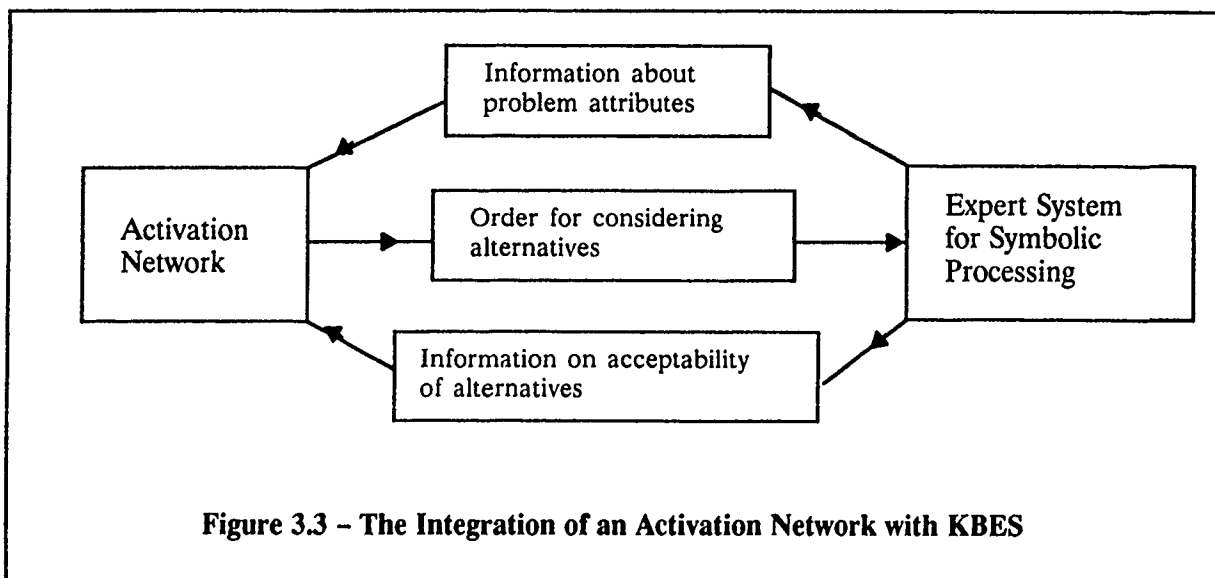 Information about
problem attributes
Activation
Network
Order for considering
alternatives
Expert System
for Symbolic
Processing
Information on acceptability
of alternatives
Figure 3.3 – The Integration of an Activation Network with KBES